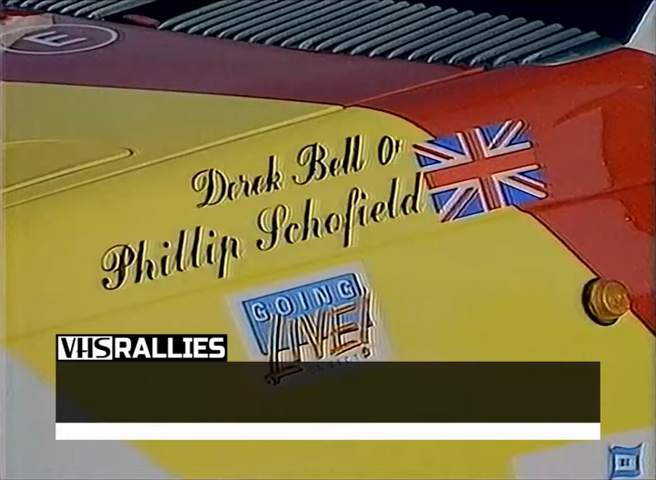 E
Derek Bell O+
Phillip Schofield
GOING
LIVE!
VHSRALLIES